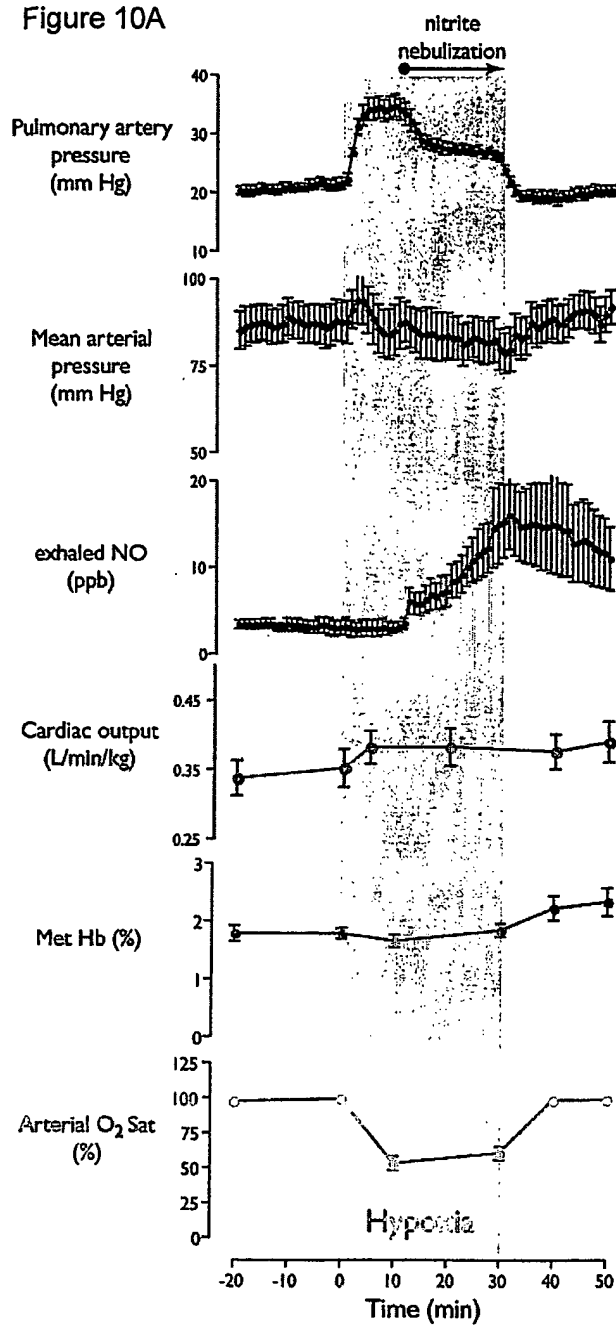 Figure 10A
nitrite
nebulization
40
30
20
10
Pulmonary artery
pressure
(mm Hg)
100
75
50
Mean arterial
pressure
(mm Hg)
20
10
0
exhaled NO
(ppb)
0.45
0.35
0.25
Cardiac output
(L/min/kg)
3
2
1
0
Met Hb (%)
125
100
75
50
25
0
Arterial O₂ Sat
(%)
Hypoxia
-20 -10 0 10 20 30 40 50
Time (min)